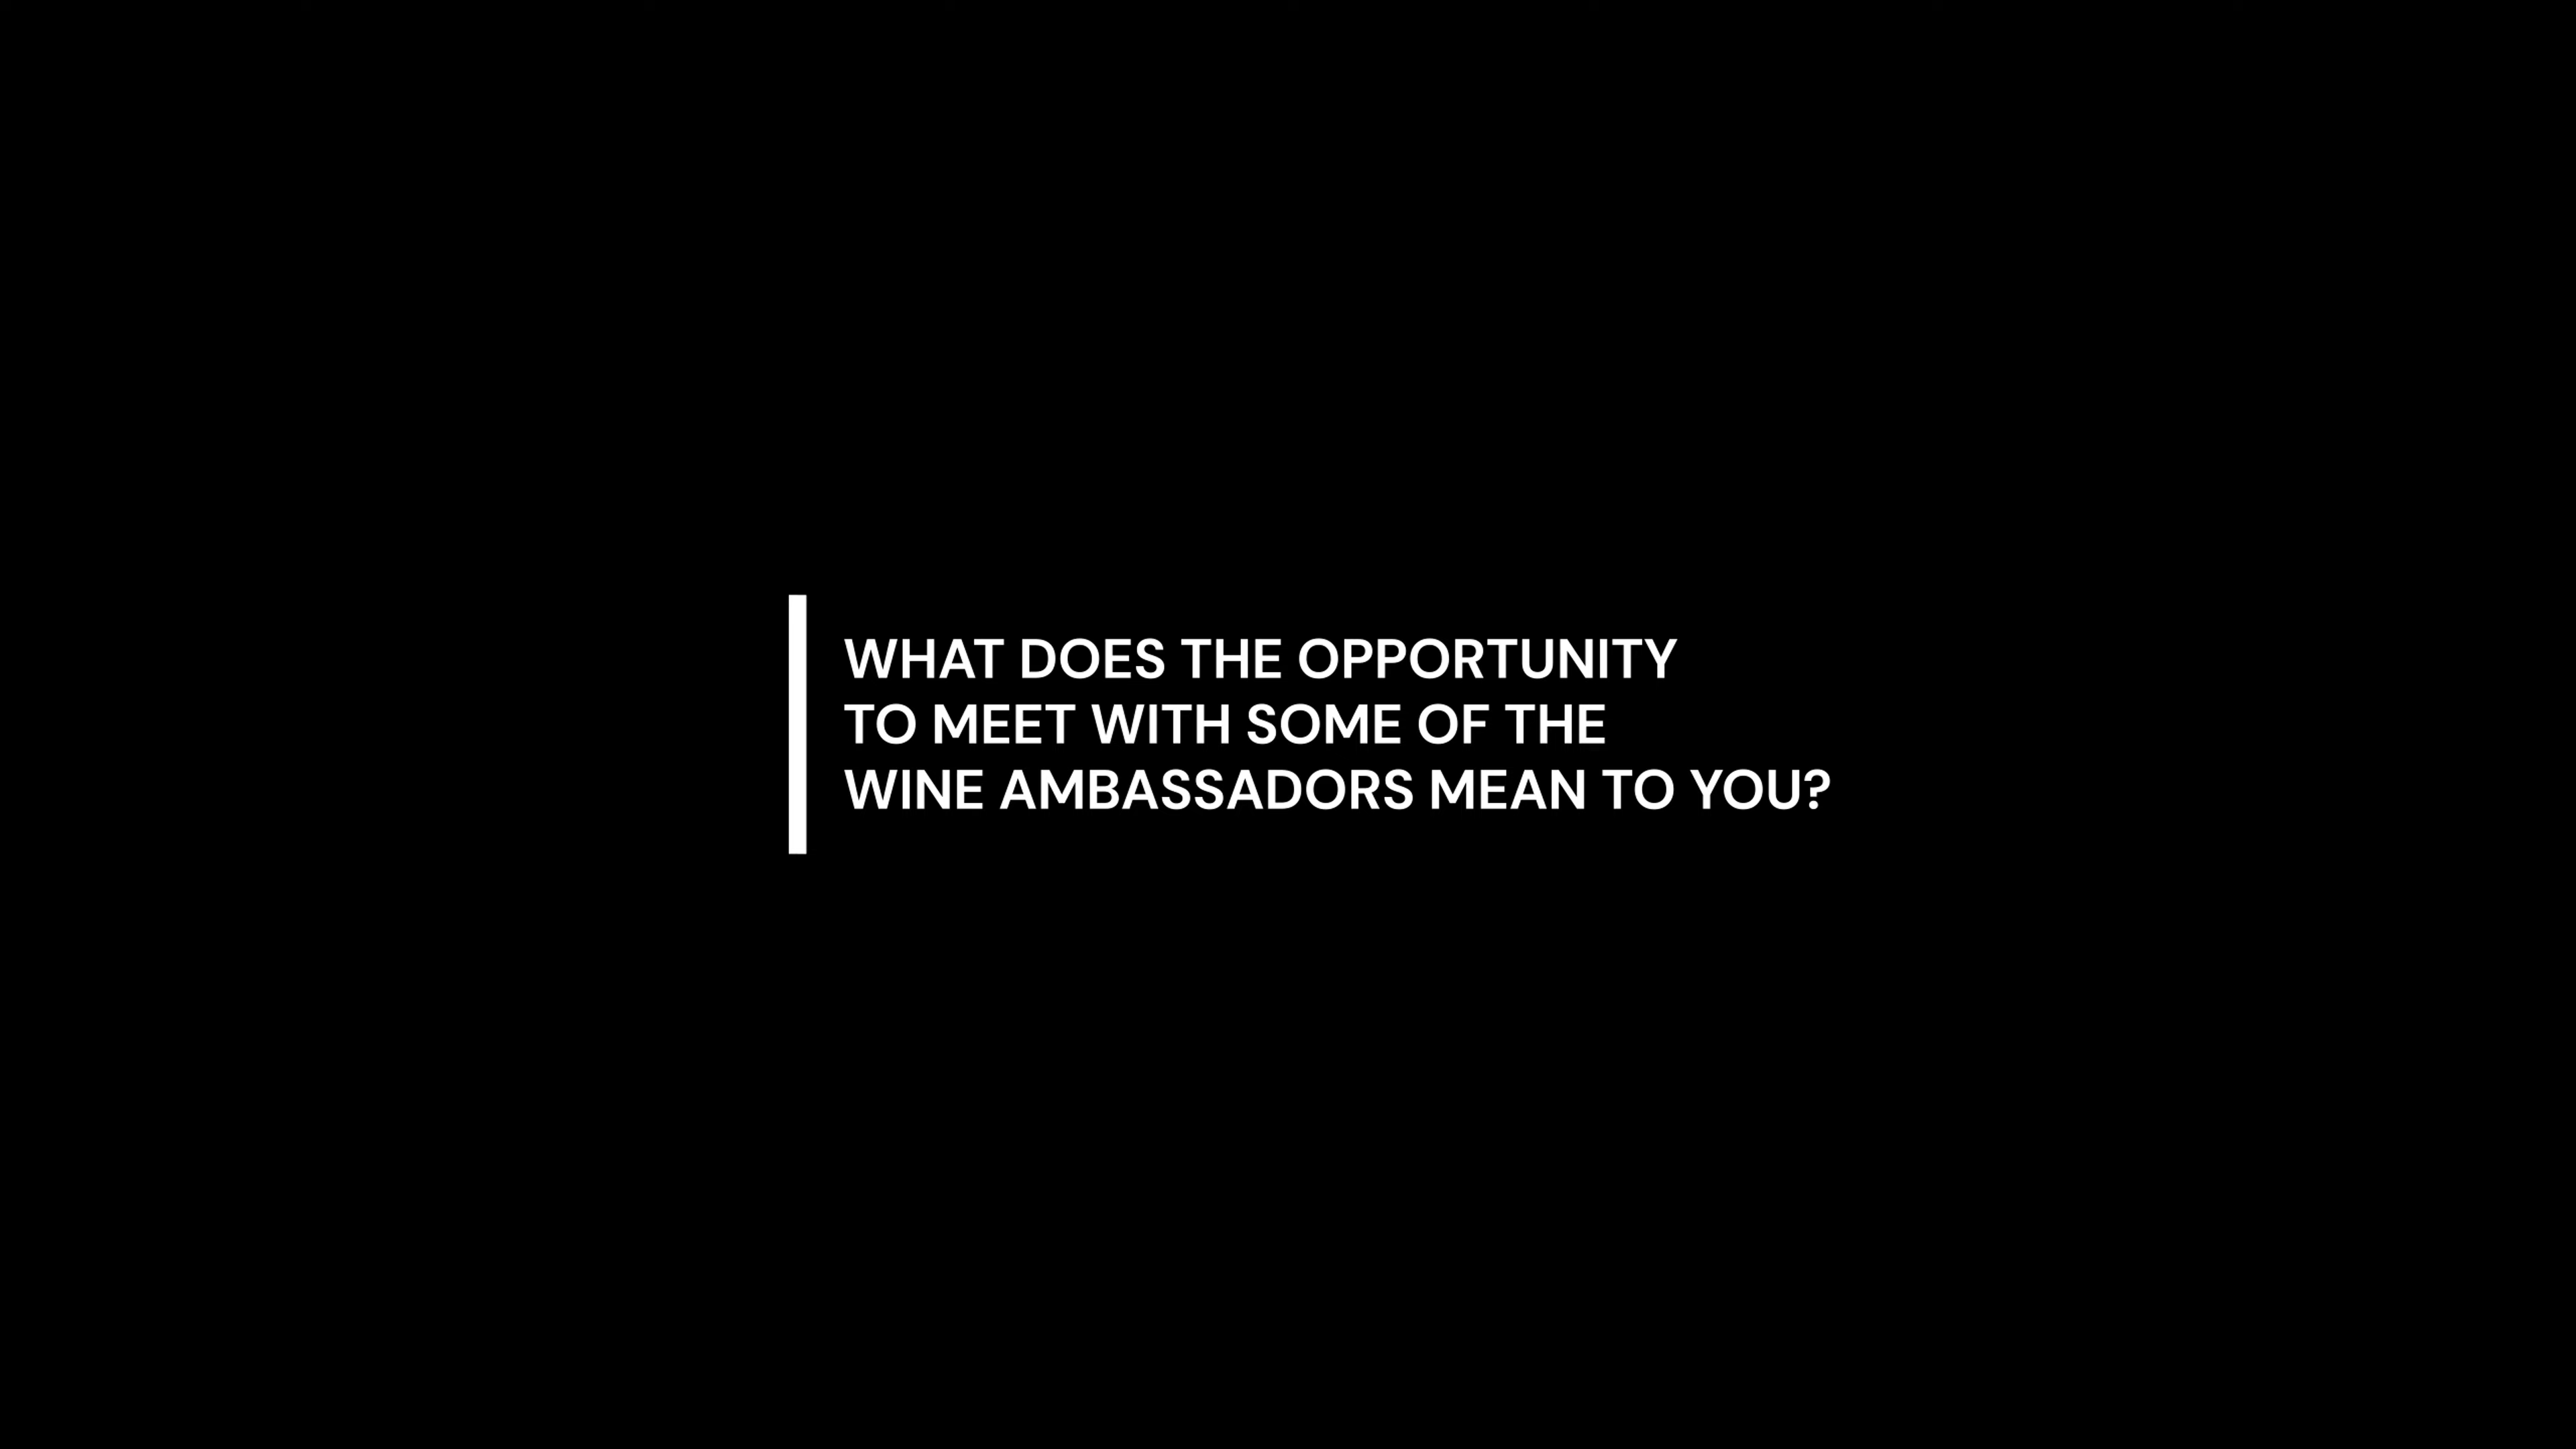 WHAT DOES THE OPPORTUNITY
TO MEET WITH SOME OF THE
WINE AMBASSADORS MEAN TO YOU?